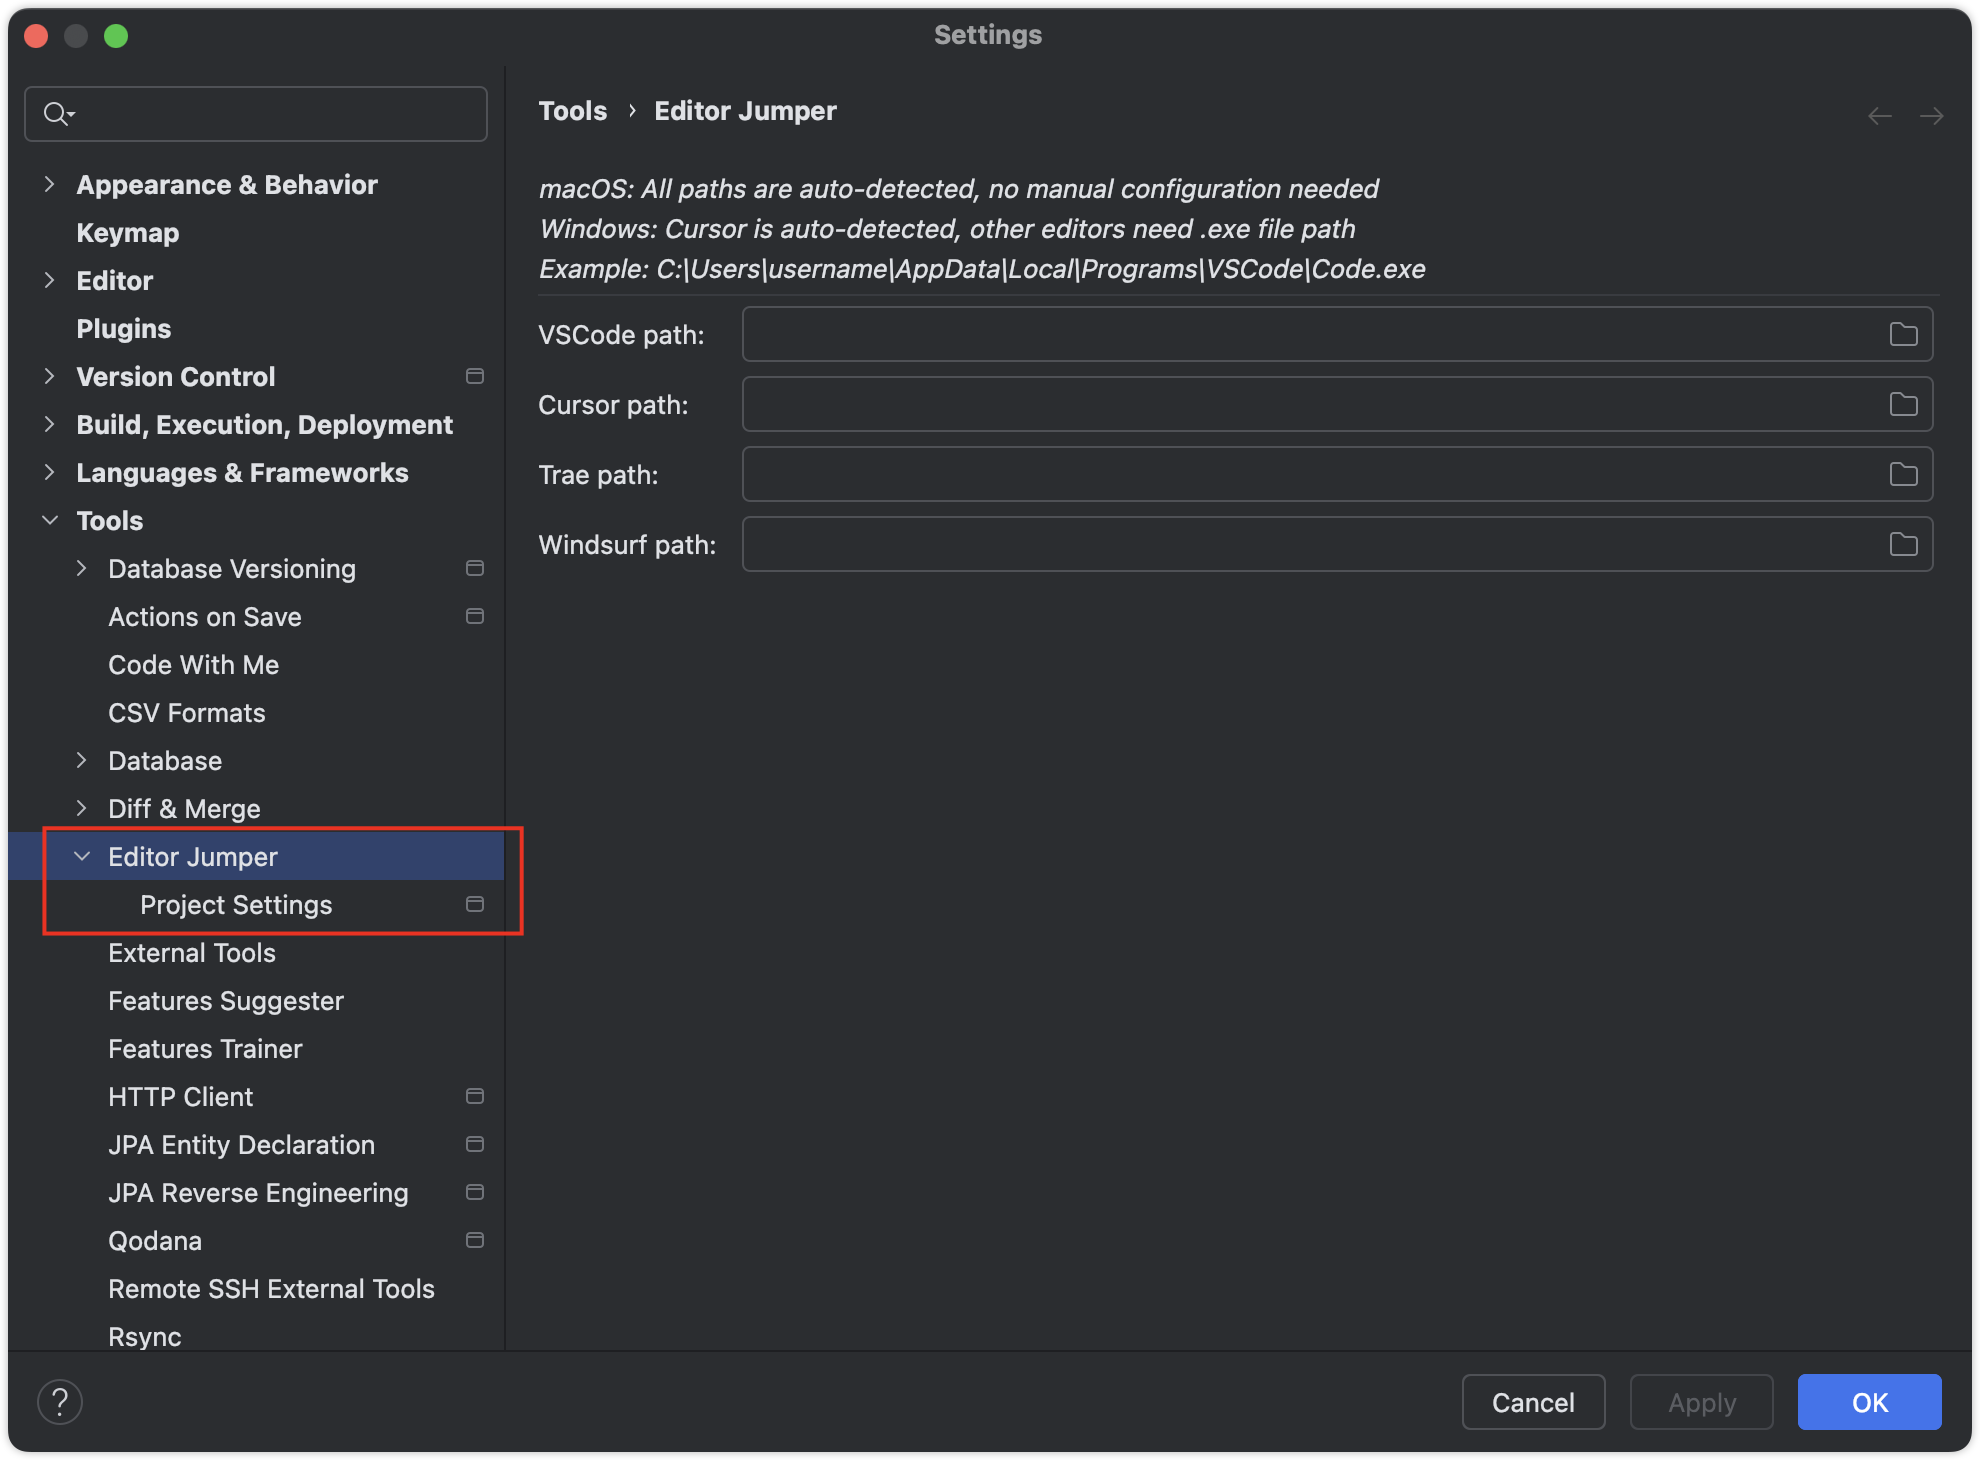 Settings
Appearance & Behavior
Keymap
Editor
Plugins
Version Control
Build, Execution, Deployment
Languages & Frameworks
Tools
Database Versioning
Actions on Save
Code With Me
CSV Formats
Database
Diff & Merge
Editor Jumper
Project Settings
External Tools
Features Suggester
Features Trainer
HTTP Client
JPA Entity Declaration
JPA Reverse Engineering
Qodana
Remote SSH External Tools
Rsync
Tools › Editor Jumper
macOS: All paths are auto-detected, no manual configuration needed
Windows: Cursor is auto-detected, other editors need .exe file path
Example: C:\Users\username\AppData\Local\Programs\VSCode\Code.exe
VSCode path:
Cursor path:
Trae path:
Windsurf path:
?
Cancel
Apply
OK